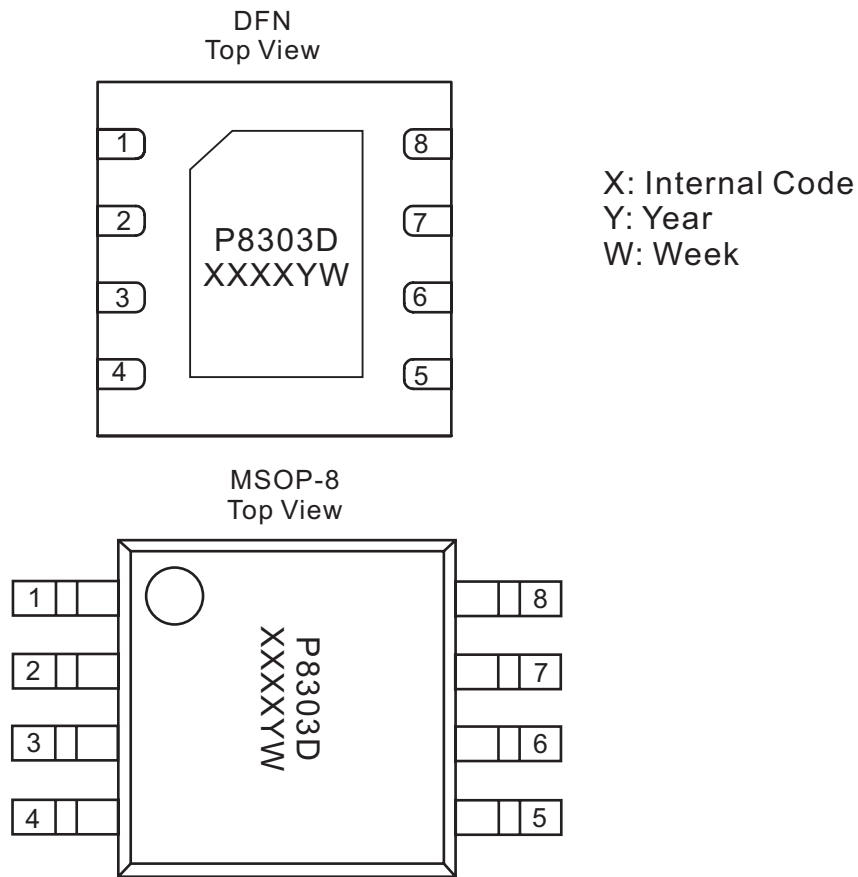 DFN
Top View
1
8
2
7
P8303D
XXXXYW
3
6
4
5
X: Internal Code
Y: Year
W: Week
MSOP-8
Top View
1
8
2
7
P8303D
XXXXYW
3
6
4
5